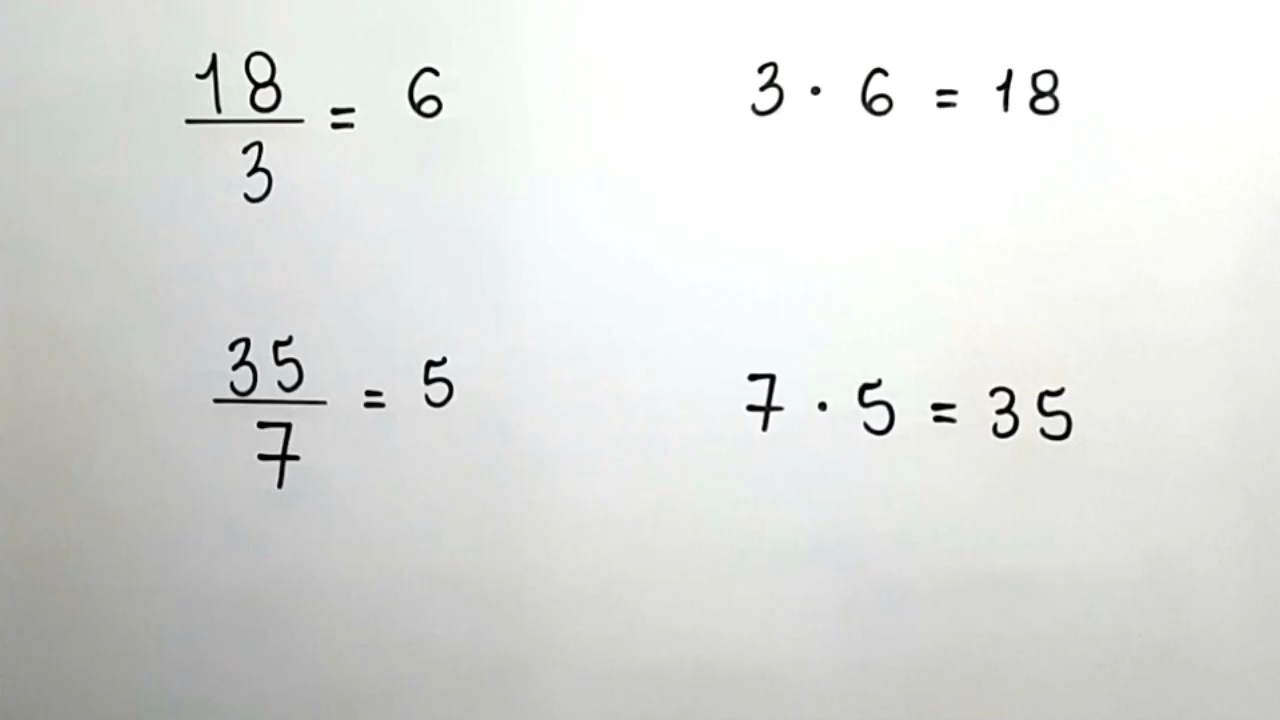 18/3 = 6
3 · 6 = 18
35/7 = 5
7 · 5 = 35